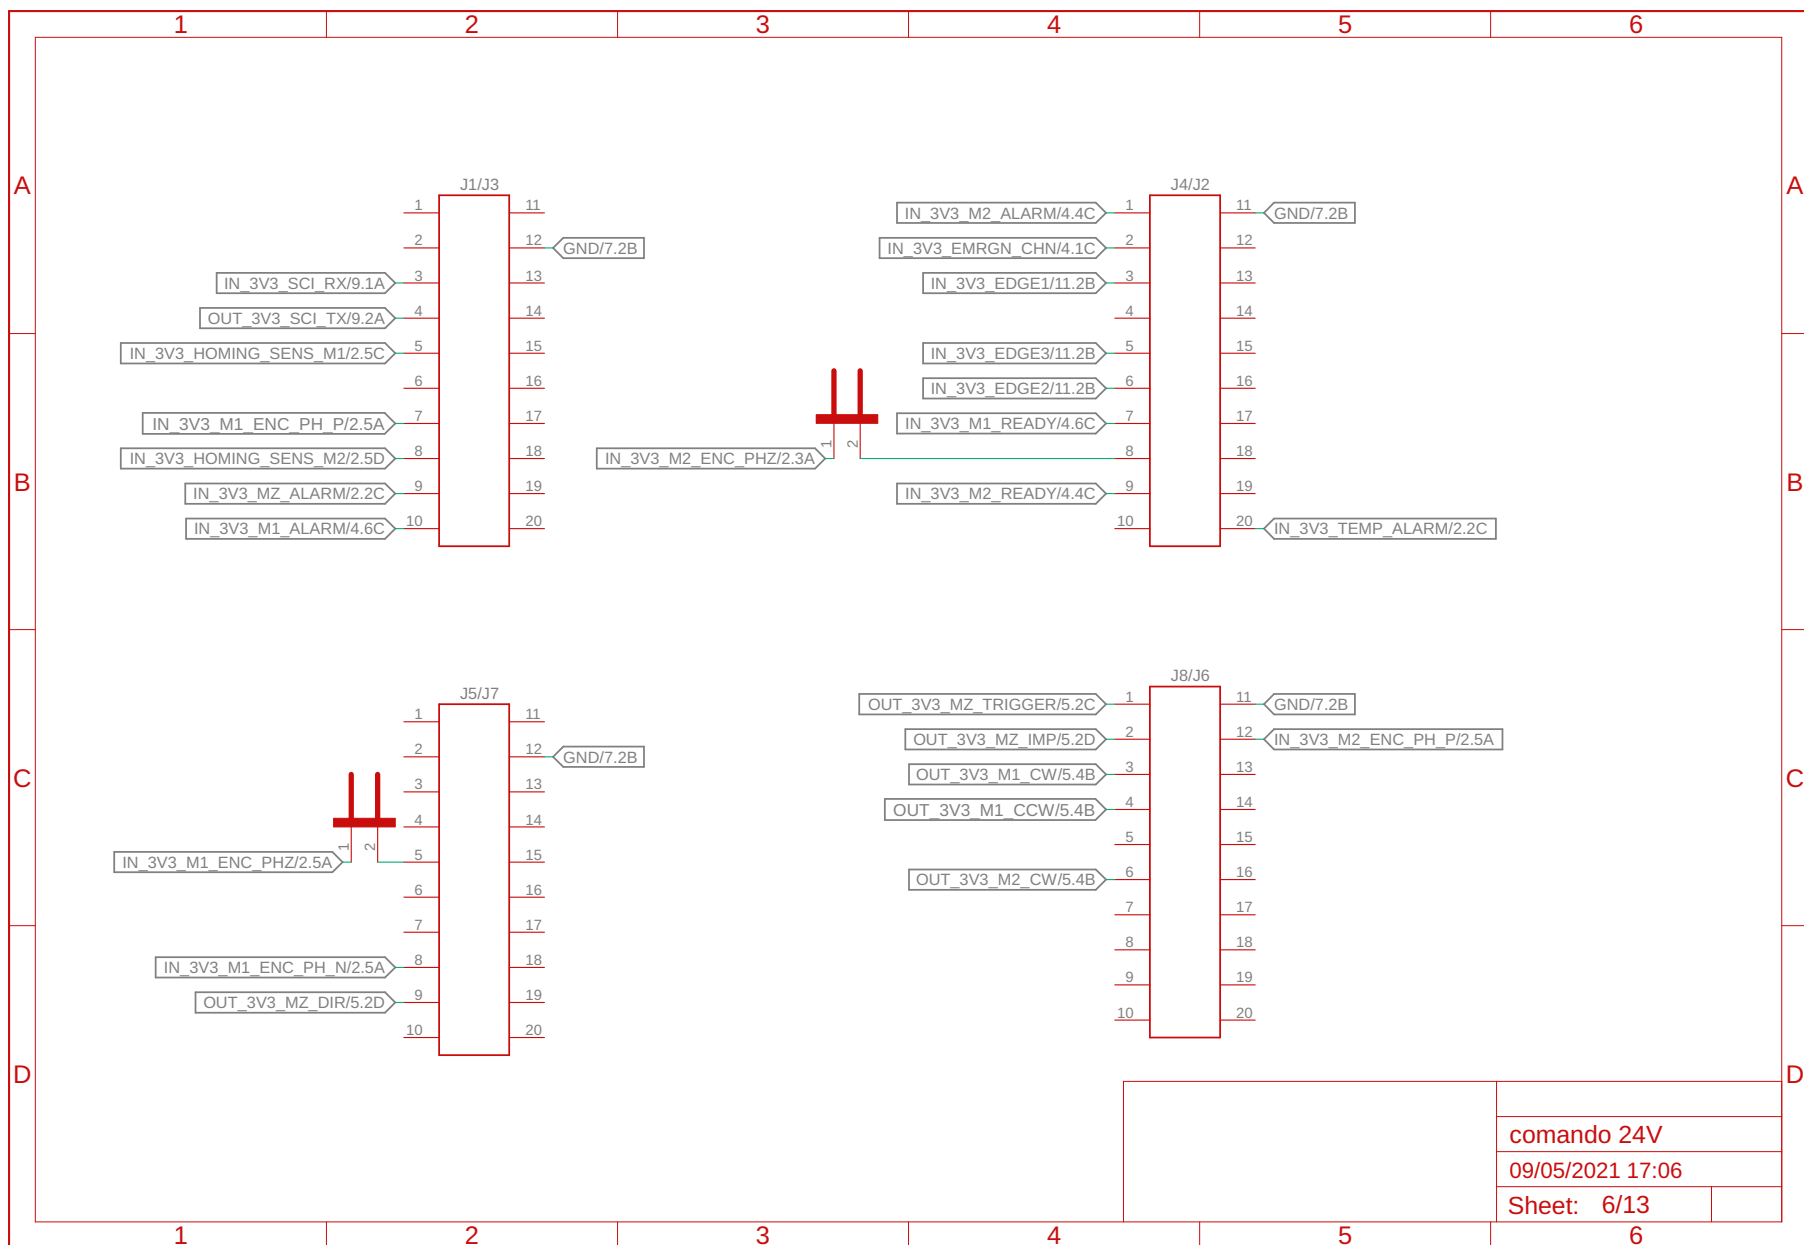 1 2 3 4 5 6
A A
J1/J3
1 11
2 12 GND/7.2B
IN_3V3_SCI_RX/9.1A 3 13
OUT_3V3_SCI_TX/9.2A 4 14
IN_3V3_HOMING_SENS_M1/2.5C 5 15
6 16
IN_3V3_M1_ENC_PH_P/2.5A 7 17
IN_3V3_HOMING_SENS_M2/2.5D 8 18
IN_3V3_MZ_ALARM/2.2C 9 19
IN_3V3_M1_ALARM/4.6C 10 20
J4/J2
IN_3V3_M2_ALARM/4.4C 1 11 GND/7.2B
IN_3V3_EMRGN_CHN/4.1C 2 12
IN_3V3_EDGE1/11.2B 3 13
4 14
IN_3V3_EDGE3/11.2B 5 15
IN_3V3_EDGE2/11.2B 6 16
IN_3V3_M1_READY/4.6C 7 17
IN_3V3_M2_ENC_PHZ/2.3A 1 2 8 18
IN_3V3_M2_READY/4.4C 9 19
10 20 IN_3V3_TEMP_ALARM/2.2C
B B
J5/J7
1 11
2 12 GND/7.2B
3 13
4 14
IN_3V3_M1_ENC_PHZ/2.5A 1 2 5 15
6 16
7 17
IN_3V3_M1_ENC_PH_N/2.5A 8 18
OUT_3V3_MZ_DIR/5.2D 9 19
10 20
J8/J6
OUT_3V3_MZ_TRIGGER/5.2C 1 11 GND/7.2B
OUT_3V3_MZ_IMP/5.2D 2 12 IN_3V3_M2_ENC_PH_P/2.5A
OUT_3V3_M1_CW/5.4B 3 13
OUT_3V3_M1_CCW/5.4B 4 14
5 15
OUT_3V3_M2_CW/5.4B 6 16
7 17
8 18
9 19
10 20
C C
D D
comando 24V
09/05/2021 17:06
Sheet: 6/13
1 2 3 4 5 6